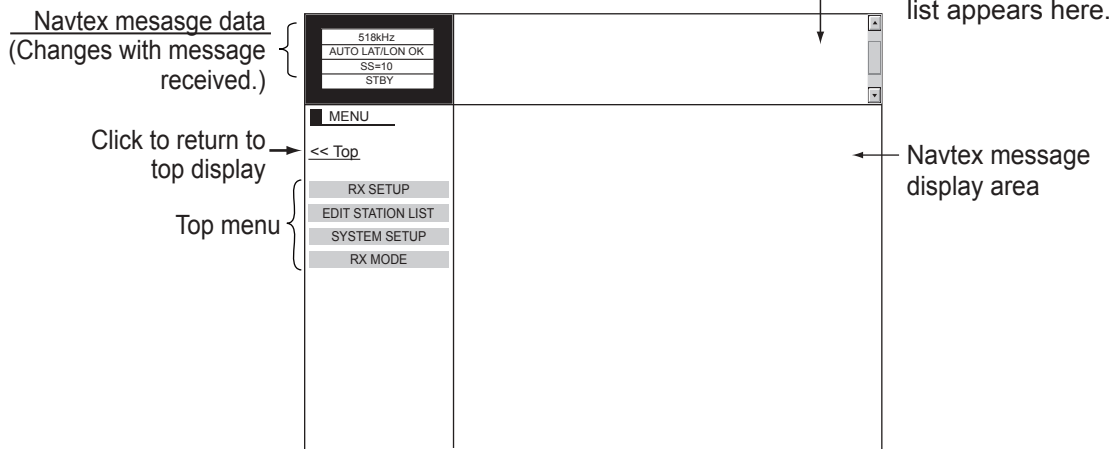 list appears here.
Navtex mesasge data
(Changes with message
received.)
518kHz
AUTO LAT/LON OK
SS=10
STBY
MENU
Click to return to
top display
<< Top
Navtex message
display area
Top menu
RX SETUP
EDIT STATION LIST
SYSTEM SETUP
RX MODE